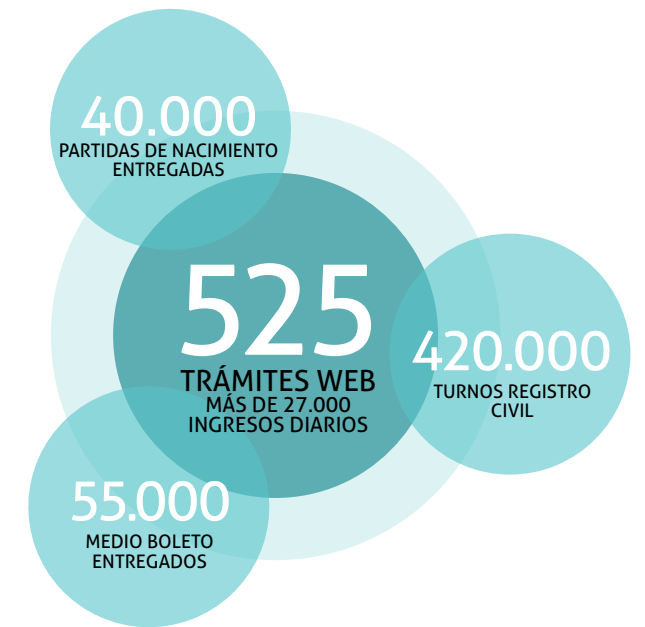 40.000
PARTIDAS DE NACIMIENTO
ENTREGADAS
525
TRÁMITES WEB
MÁS DE 27.000
INGRESOS DIARIOS
420.000
TURNOS REGISTRO
CIVIL
55.000
MEDIO BOLETO
ENTREGADOS